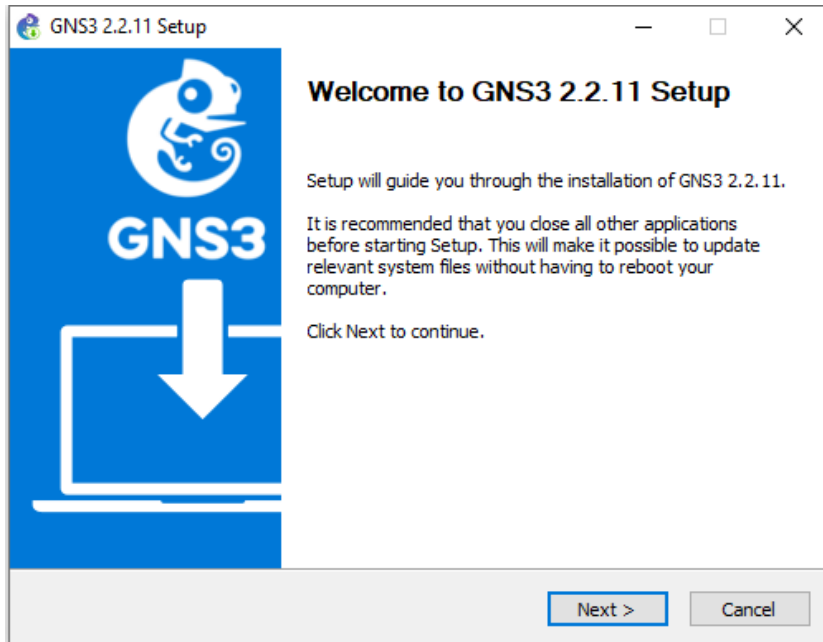 GNS3 2.2.11 Setup
GNS3
Welcome to GNS3 2.2.11 Setup
Setup will guide you through the installation of GNS3 2.2.11.
It is recommended that you close all other applications
before starting Setup. This will make it possible to update
relevant system files without having to reboot your
computer.
Click Next to continue.
Next >
Cancel